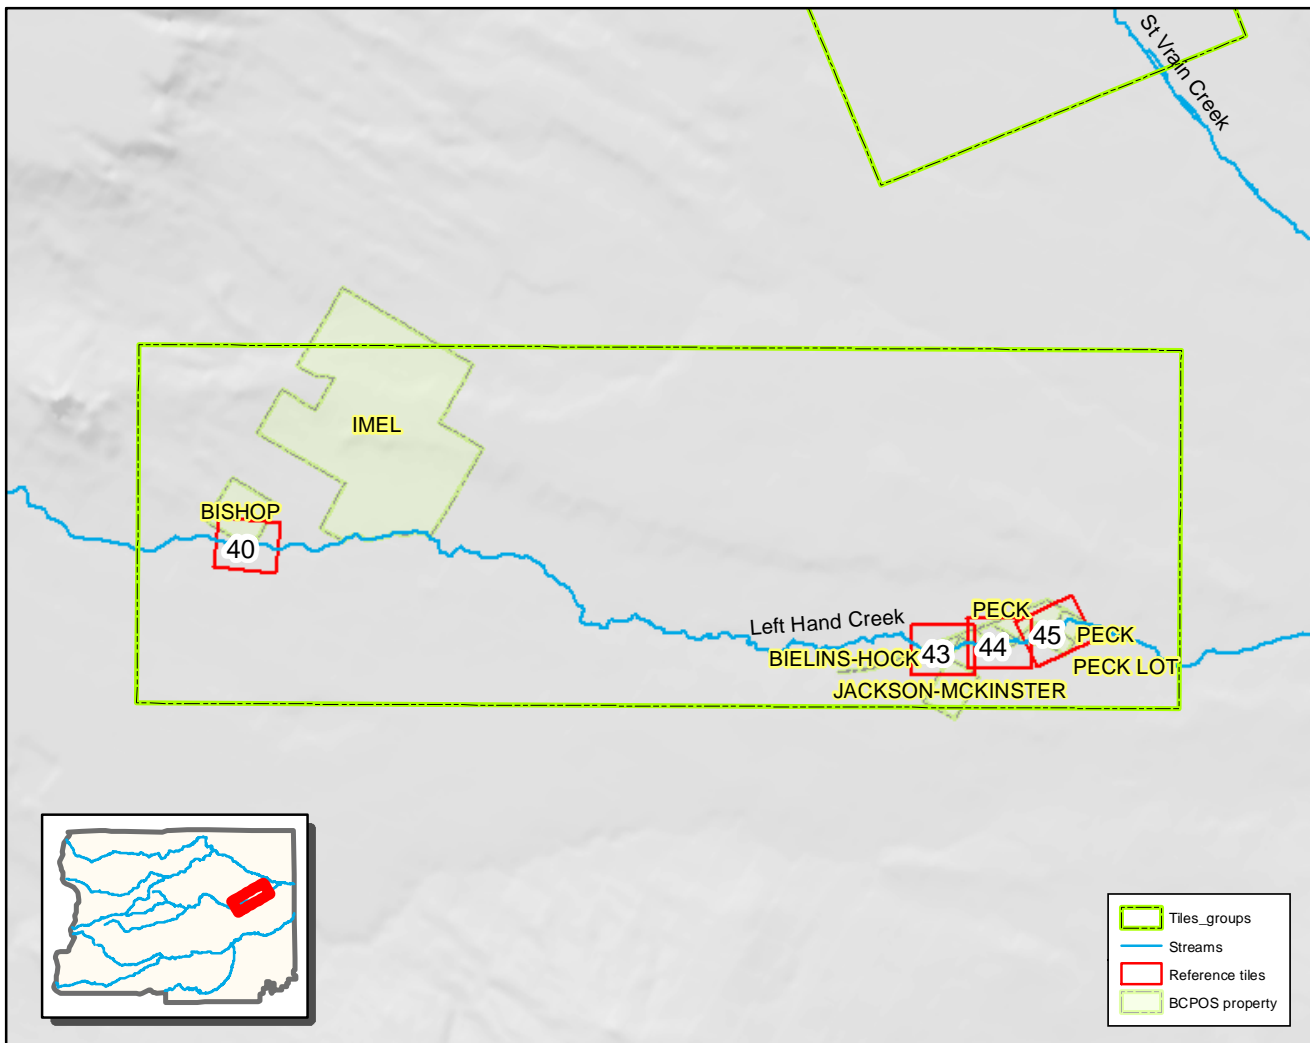 St Vrain Creek
IMEL
BISHOP
40
Left Hand Creek
PECK
45
PECK
44
43
BIELINS-HOCK
PECK LOT
JACKSON-MCKINSTER
Tiles_groups
Streams
Reference tiles
BCPOS property